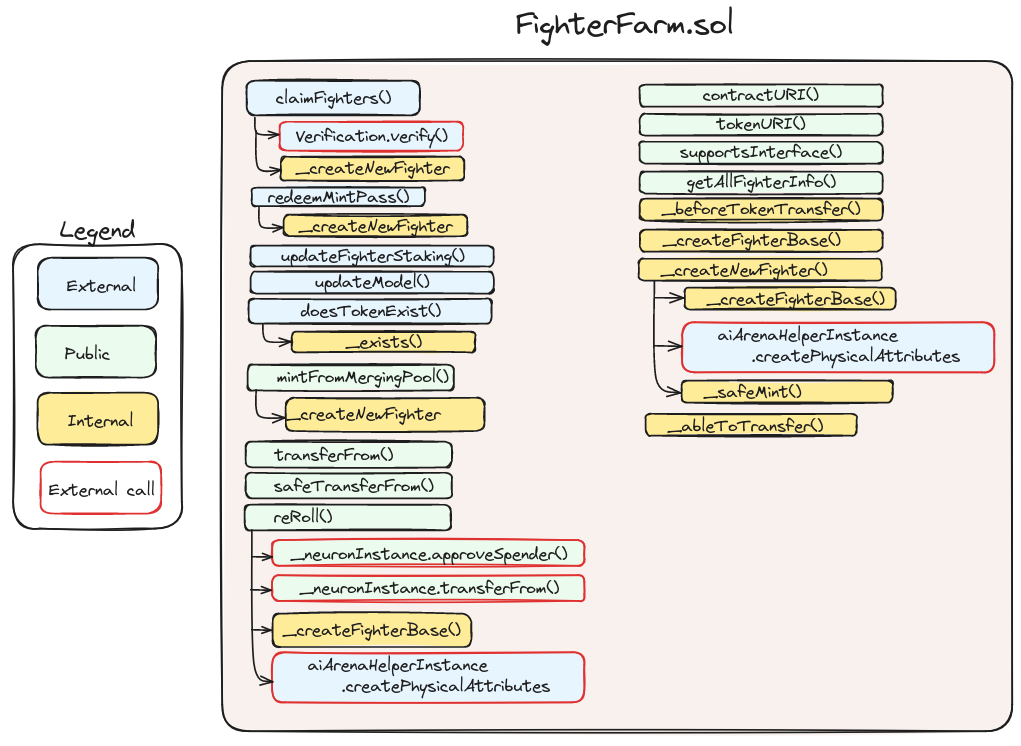 FighterFarm.sol
Legend
External
Public
Internal
External call
claimFighters()
Verification.verify()
_createNewFighter
redeemMintPass()
_createNewFighter
updateFighterStaking()
updateModel()
doesTokenExist()
_exists()
mintFromMergingPool()
_createNewFighter
transferFrom()
safeTransferFrom()
reRoll()
_neuronInstance.approveSpender()
_neuronInstance.transferFrom()
_createFighterBase()
aiArenaHelperInstance
.createPhysicalAttributes
contractURI()
tokenURI()
supportsInterface()
getAllFighterInfo()
_beforeTokenTransfer()
_createFighterBase()
_createNewFighter()
_createFighterBase()
aiArenaHelperInstance
.createPhysicalAttributes
_safeMint()
_ableToTransfer()